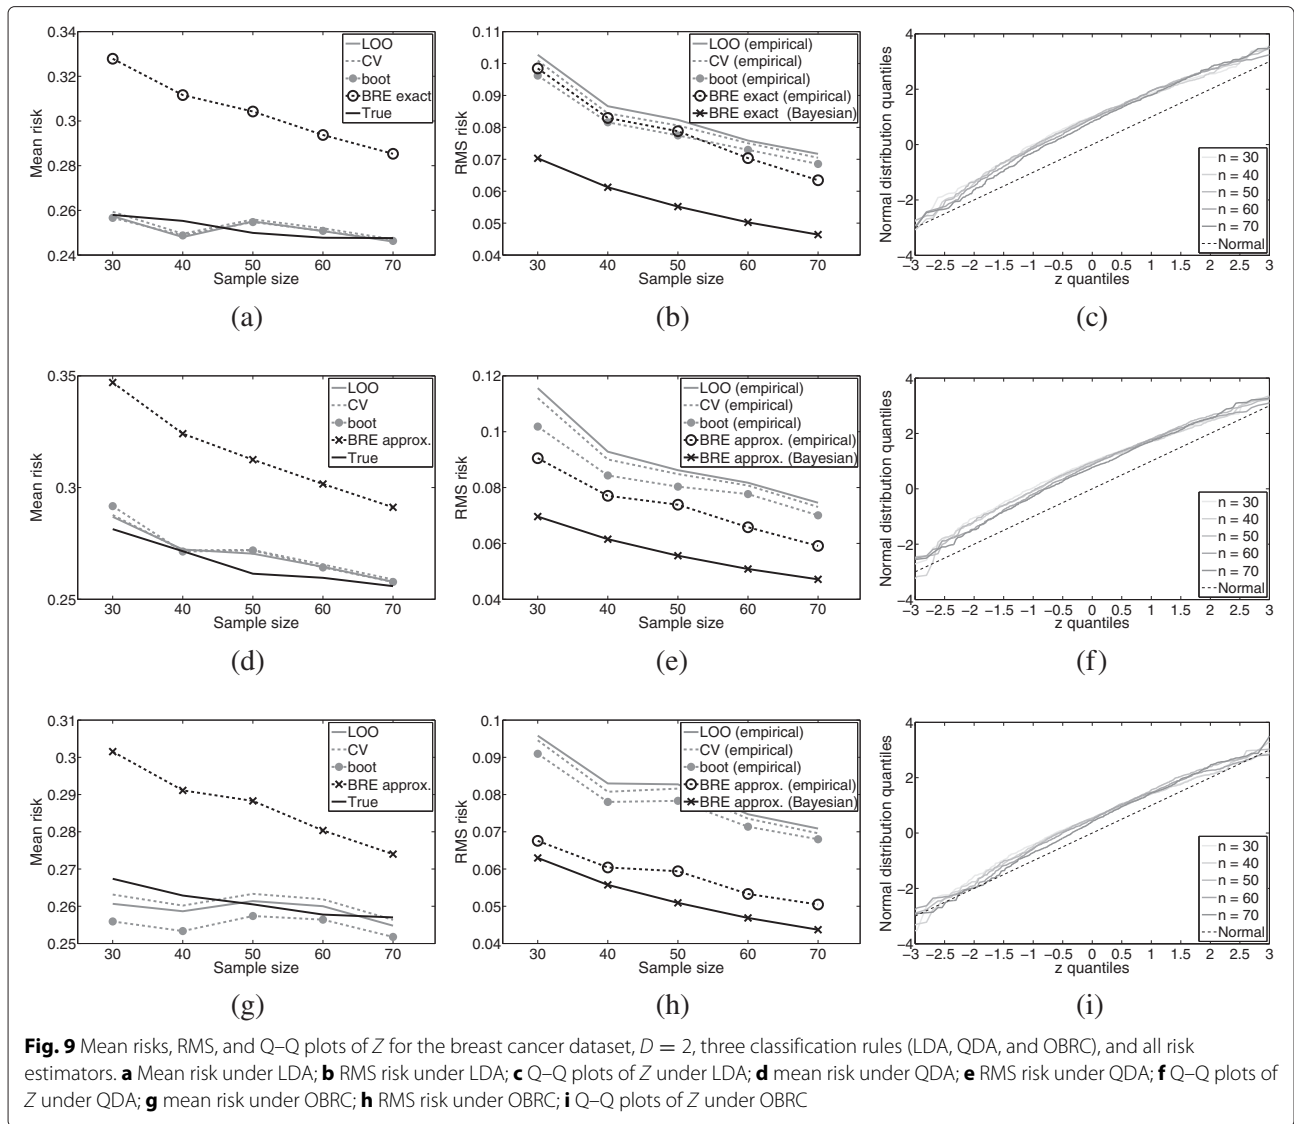 0.34
0.32
0.3
0.28
0.26
0.24
Mean risk
30 40 50 60 70
Sample size
LOO
CV
boot
BRE exact
True
(a)
0.11
0.1
0.09
0.08
0.07
0.06
0.05
0.04
RMS risk
30 40 50 60 70
Sample size
LOO (empirical)
CV (empirical)
boot (empirical)
BRE exact (empirical)
BRE exact (Bayesian)
(b)
4
2
0
−2
−4
Normal distribution quantiles
−3 −2.5 −2 −1.5 −1 −0.5 0 0.5 1 1.5 2 2.5 3
z quantiles
n = 30
n = 40
n = 50
n = 60
n = 70
Normal
(c)
0.35
0.3
0.25
Mean risk
30 40 50 60 70
Sample size
LOO
CV
boot
BRE approx.
True
(d)
0.12
0.1
0.08
0.06
0.04
RMS risk
30 40 50 60 70
Sample size
LOO (empirical)
CV (empirical)
boot (empirical)
BRE approx. (empirical)
BRE approx. (Bayesian)
(e)
4
2
0
−2
−4
Normal distribution quantiles
−3 −2.5 −2 −1.5 −1 −0.5 0 0.5 1 1.5 2 2.5 3
z quantiles
n = 30
n = 40
n = 50
n = 60
n = 70
Normal
(f)
0.31
0.3
0.29
0.28
0.27
0.26
0.25
Mean risk
30 40 50 60 70
Sample size
LOO
CV
boot
BRE approx.
True
(g)
0.1
0.09
0.08
0.07
0.06
0.05
0.04
RMS risk
30 40 50 60 70
Sample size
LOO (empirical)
CV (empirical)
boot (empirical)
BRE approx. (empirical)
BRE approx. (Bayesian)
(h)
4
2
0
−2
−4
Normal distribution quantiles
−3 −2.5 −2 −1.5 −1 −0.5 0 0.5 1 1.5 2 2.5 3
z quantiles
n = 30
n = 40
n = 50
n = 60
n = 70
Normal
(i)
Fig. 9 Mean risks, RMS, and Q–Q plots of Z for the breast cancer dataset, D = 2, three classification rules (LDA, QDA, and OBRC), and all risk
estimators. a Mean risk under LDA; b RMS risk under LDA; c Q–Q plots of Z under LDA; d mean risk under QDA; e RMS risk under QDA; f Q–Q plots of
Z under QDA; g mean risk under OBRC; h RMS risk under OBRC; i Q–Q plots of Z under OBRC